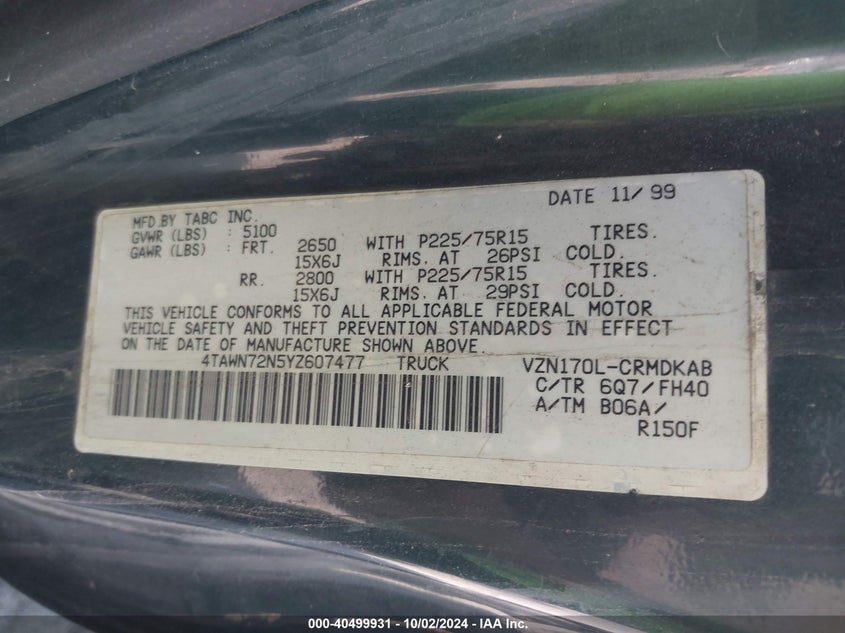 DATE 11/99
MFD.BY TABC INC.
GVWR (LBS) : 5100
GAWR (LBS) : FRT. 2650 WITH P225/75R15 TIRES.
15X6J RIMS. AT 26PSI COLD.
RR. 2800 WITH P225/75R15 TIRES.
15X6J RIMS. AT 29PSI COLD.
THIS VEHICLE CONFORMS TO ALL APPLICABLE FEDERAL MOTOR
VEHICLE SAFETY AND THEFT PREVENTION STANDARDS IN EFFECT
ON THE DATE OF MANUFACTURE SHOWN ABOVE.
4TAWN72N5YZ607477 TRUCK VZN170L-CRMDKAB
C/TR 6Q7/FH40
A/TM B06A/
R150F
000-40499931 - 10/02/2024 - IAA Inc.